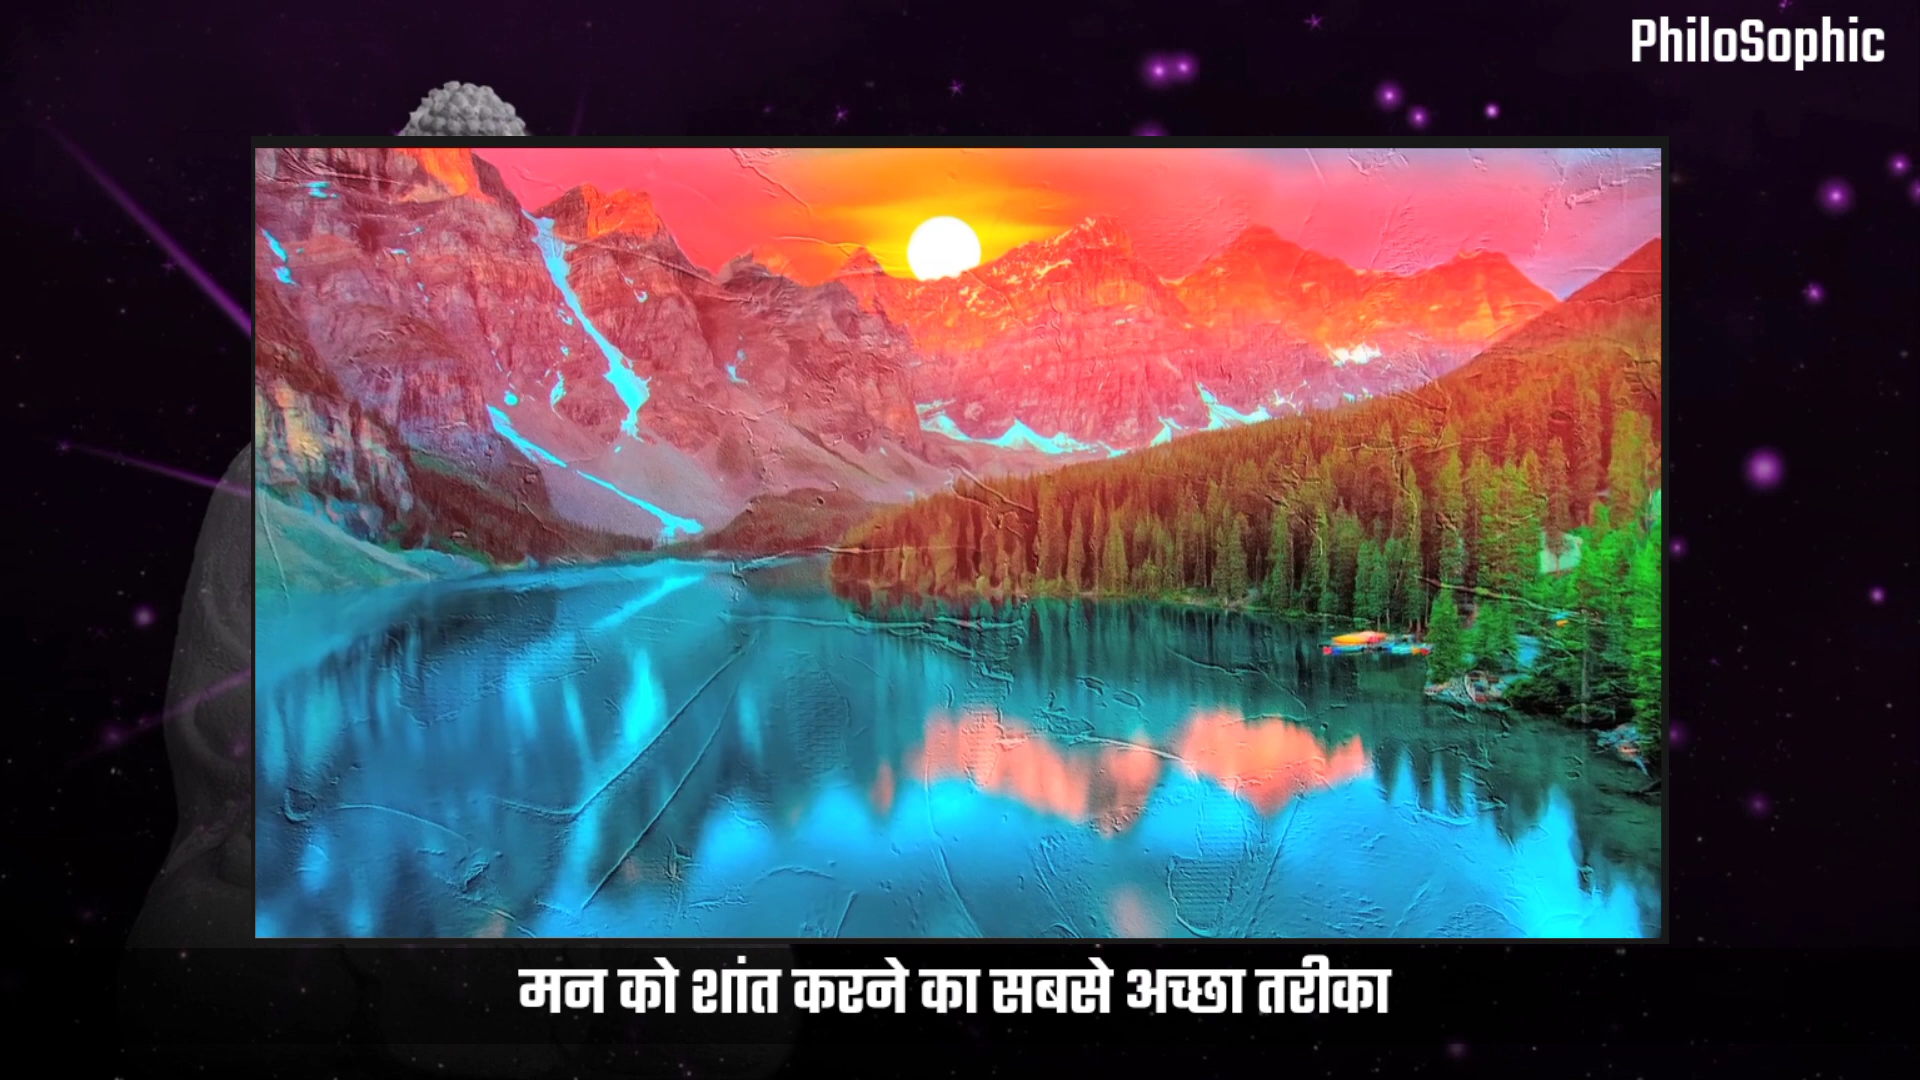 PhiloSophic
मन को शांत करने का सबसे अच्छा तरीका